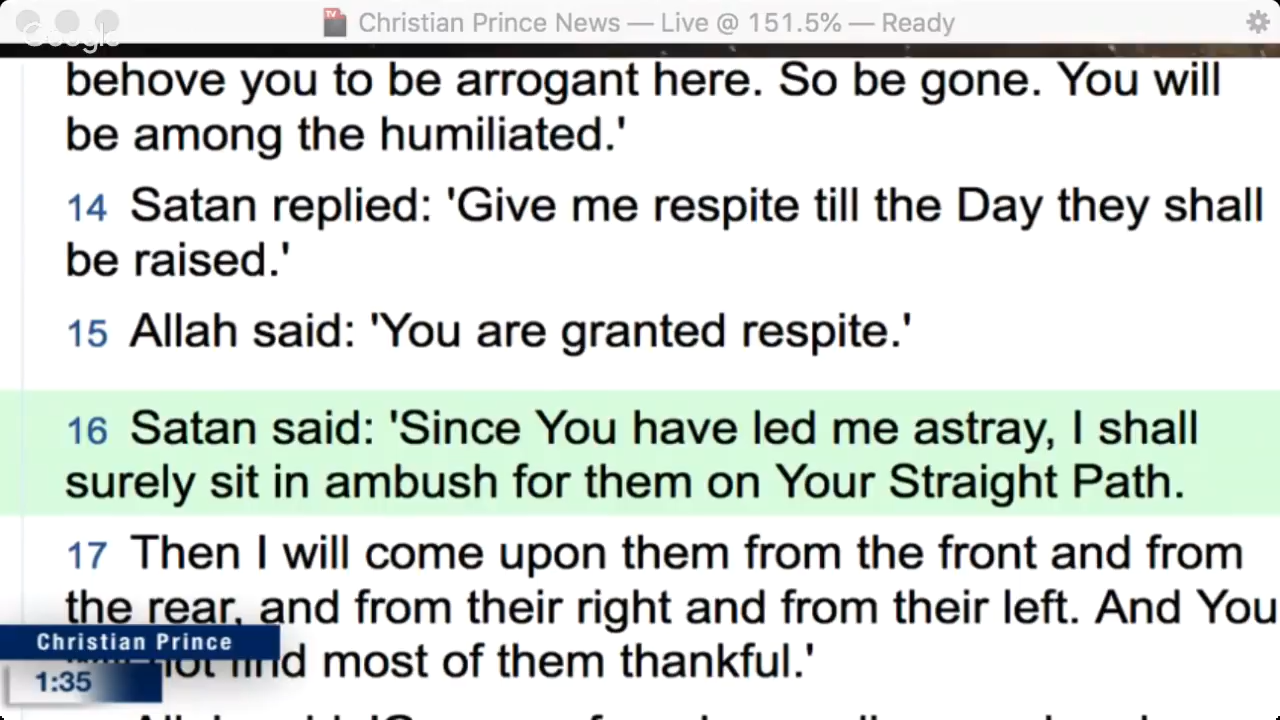 Christian Prince News — Live @ 151.5% — Ready
Google
behove you to be arrogant here. So be gone. You will
be among the humiliated.'
14 Satan replied: 'Give me respite till the Day they shall
be raised.'
15 Allah said: 'You are granted respite.'
16 Satan said: 'Since You have led me astray, I shall
surely sit in ambush for them on Your Straight Path.
17 Then I will come upon them from the front and from
the rear, and from their right and from their left. And You
not find most of them thankful.'
Christian Prince
1:35